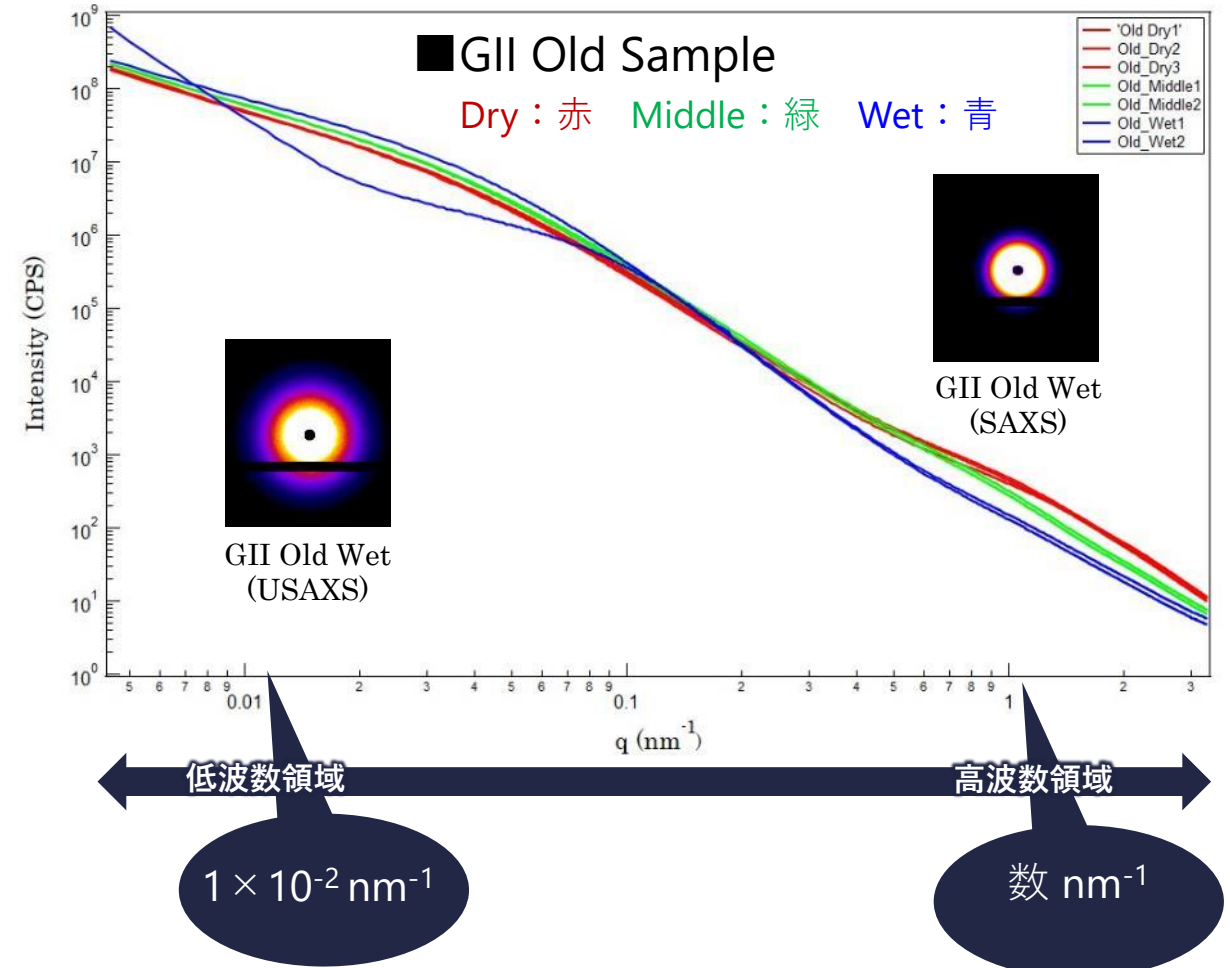 ■GII Old Sample
Dry：赤 Middle：緑 Wet：青
'Old Dry1'
Old_Dry2
Old_Dry3
Old_Middle1
Old_Middle2
Old_Wet1
Old_Wet2
Intensity (CPS)
10⁹
10⁸
10⁷
10⁶
10⁵
10⁴
10³
10²
10¹
10⁰
GII Old Wet
(USAXS)
GII Old Wet
(SAXS)
5 6 7 8 9 2 3 4 5 6 7 8 9 2 3 4 5 6 7 8 9 2 3
0.01 0.1 1
q (nm⁻¹)
低波数領域 高波数領域
1×10⁻² nm⁻¹ 数 nm⁻¹